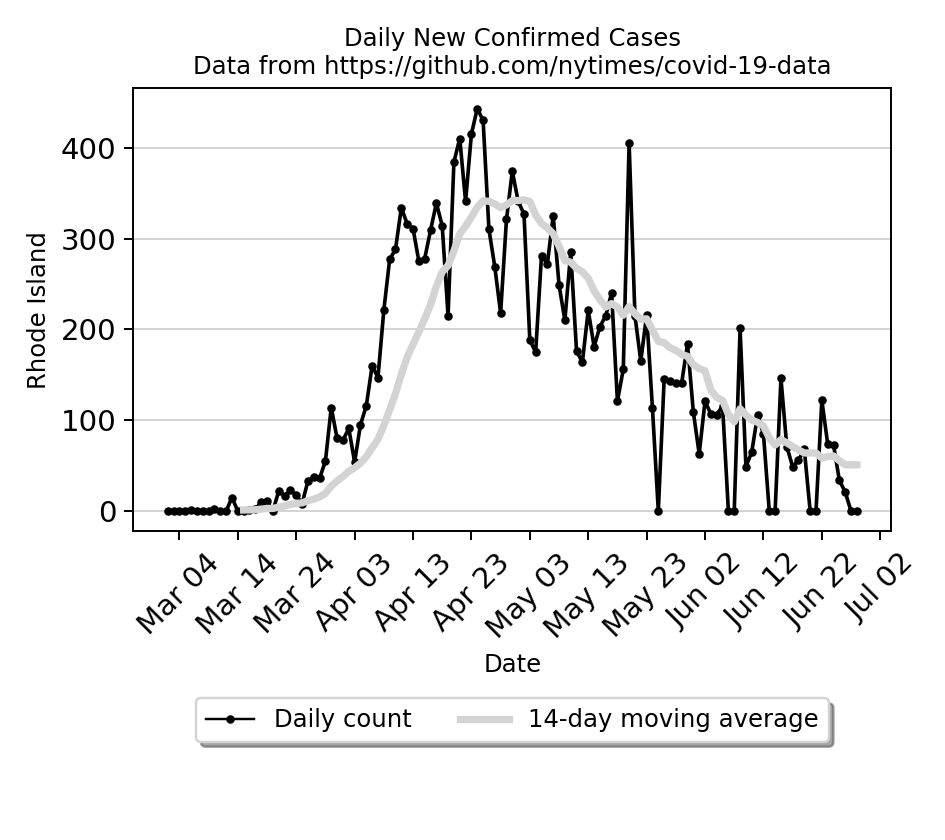 Daily New Confirmed Cases
Data from https://github.com/nytimes/covid-19-data
Rhode Island
400
300
200
100
0
Mar 04
Mar 14
Mar 24
Apr 03
Apr 13
Apr 23
May 03
May 13
May 23
Jun 02
Jun 12
Jun 22
Jul 02
Date
Daily count
14-day moving average